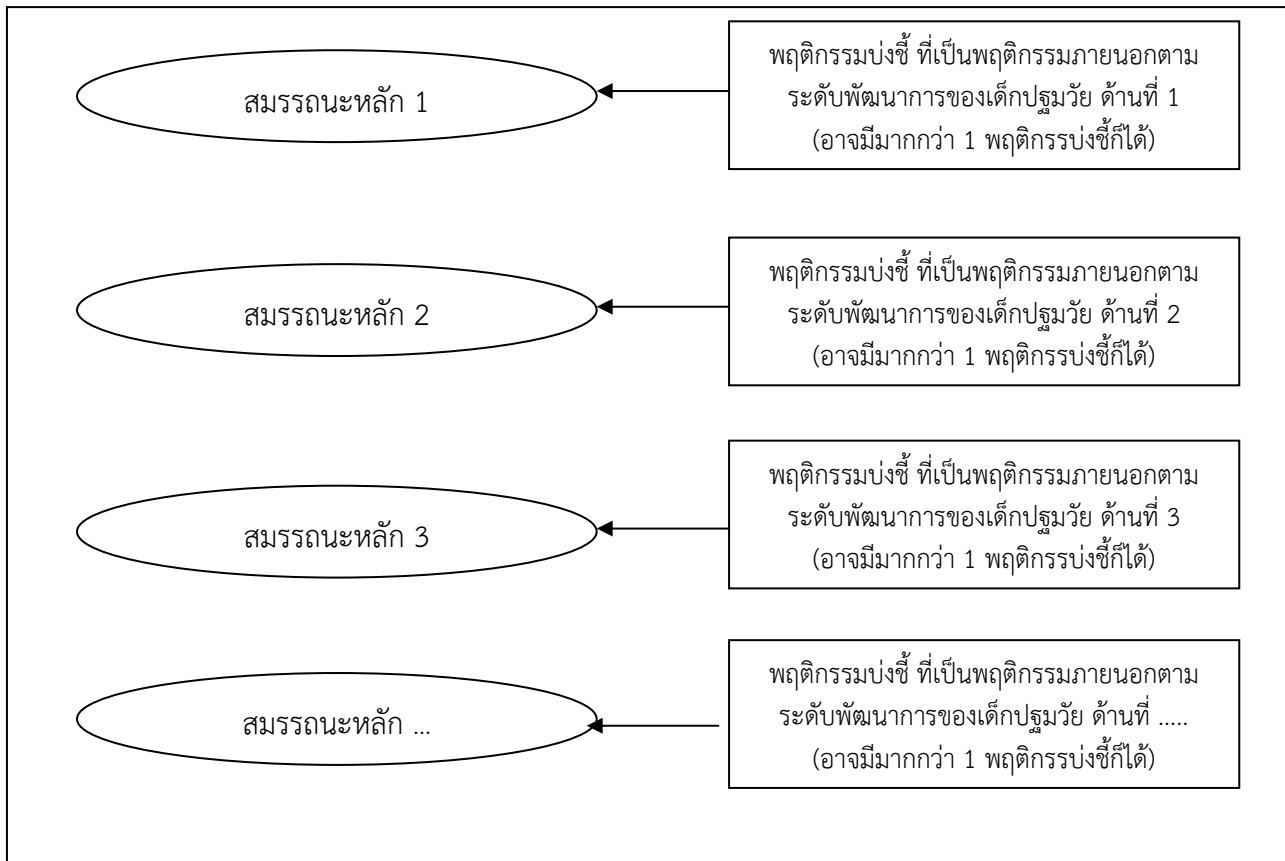 สมรรถนะหลัก 1
พฤติกรรมบ่งชี้ ที่เป็นพฤติกรรมภายนอกตาม
ระดับพัฒนาการของเด็กปฐมวัย ด้านที่ 1
(อาจมีมากกว่า 1 พฤติกรรบ่งชี้ก็ได้)
สมรรถนะหลัก 2
พฤติกรรมบ่งชี้ ที่เป็นพฤติกรรมภายนอกตาม
ระดับพัฒนาการของเด็กปฐมวัย ด้านที่ 2
(อาจมีมากกว่า 1 พฤติกรรบ่งชี้ก็ได้)
สมรรถนะหลัก 3
พฤติกรรมบ่งชี้ ที่เป็นพฤติกรรมภายนอกตาม
ระดับพัฒนาการของเด็กปฐมวัย ด้านที่ 3
(อาจมีมากกว่า 1 พฤติกรรบ่งชี้ก็ได้)
สมรรถนะหลัก ...
พฤติกรรมบ่งชี้ ที่เป็นพฤติกรรมภายนอกตาม
ระดับพัฒนาการของเด็กปฐมวัย ด้านที่ .....
(อาจมีมากกว่า 1 พฤติกรรบ่งชี้ก็ได้)